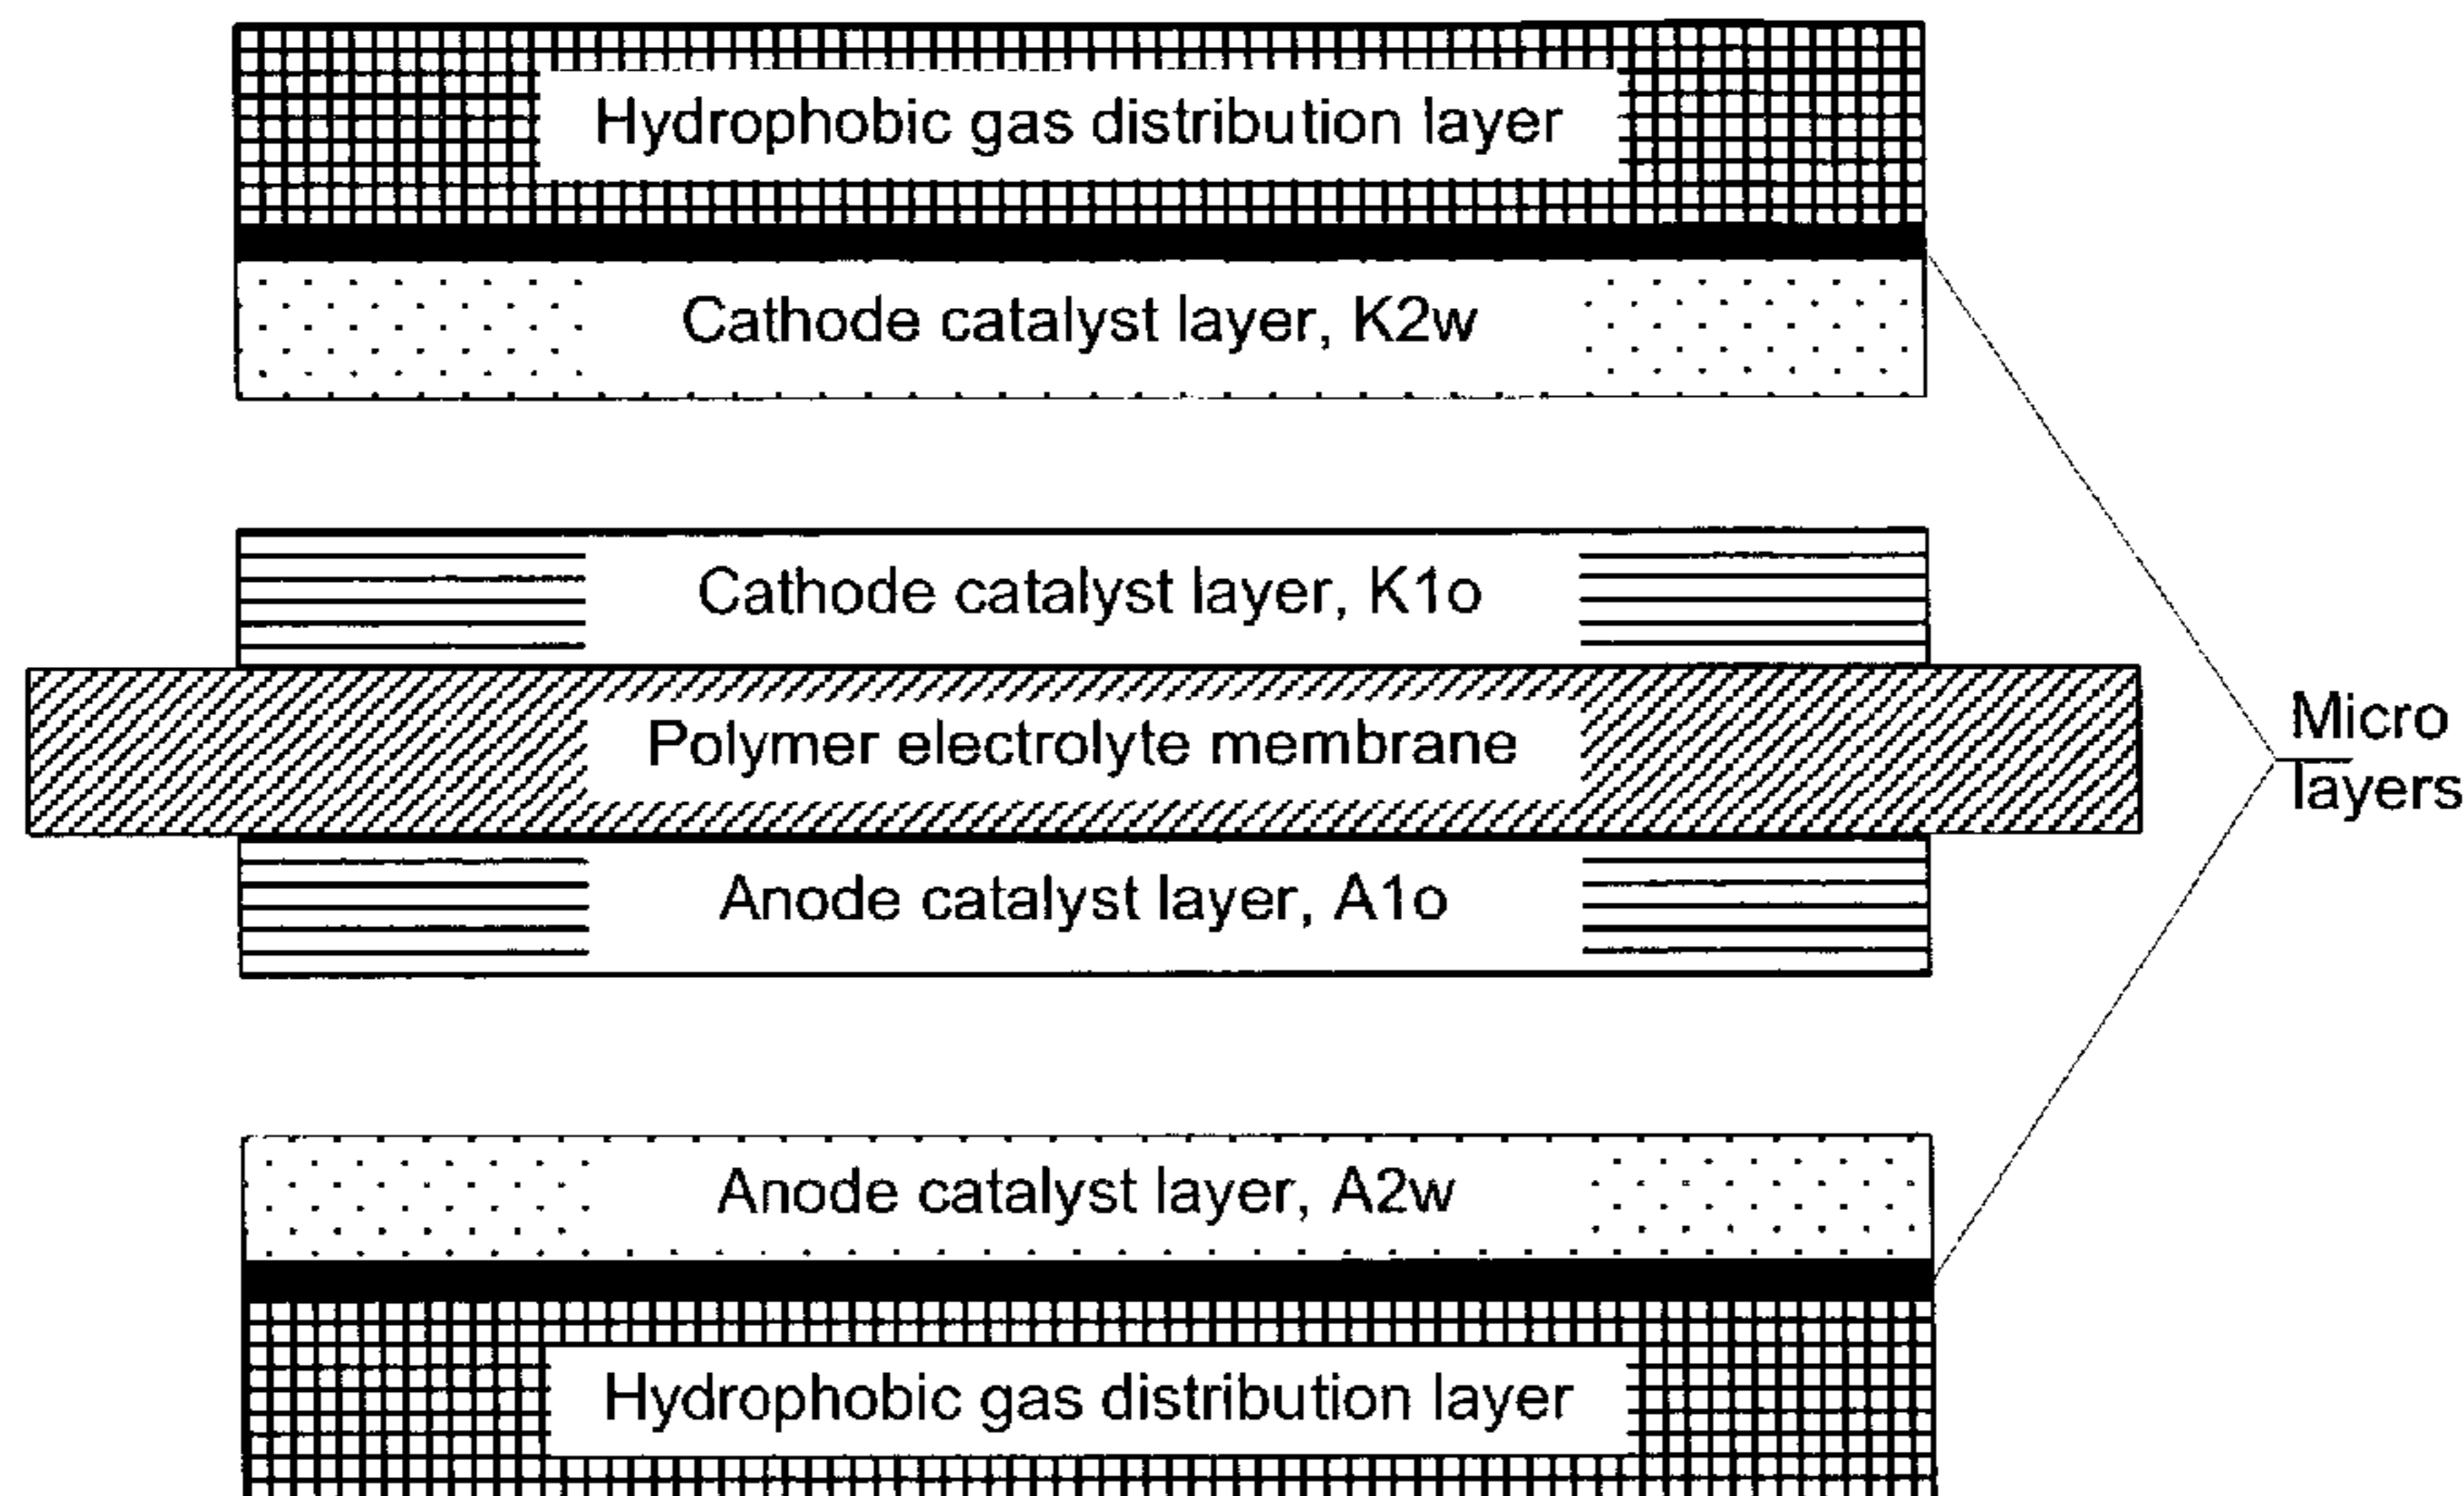 Hydrophobic gas distribution layer
Cathode catalyst layer, K2w
Cathode catalyst layer, K1o
Polymer electrolyte membrane
Micro
layers
Anode catalyst layer, A1o
Anode catalyst layer, A2w
Hydrophobic gas distribution layer